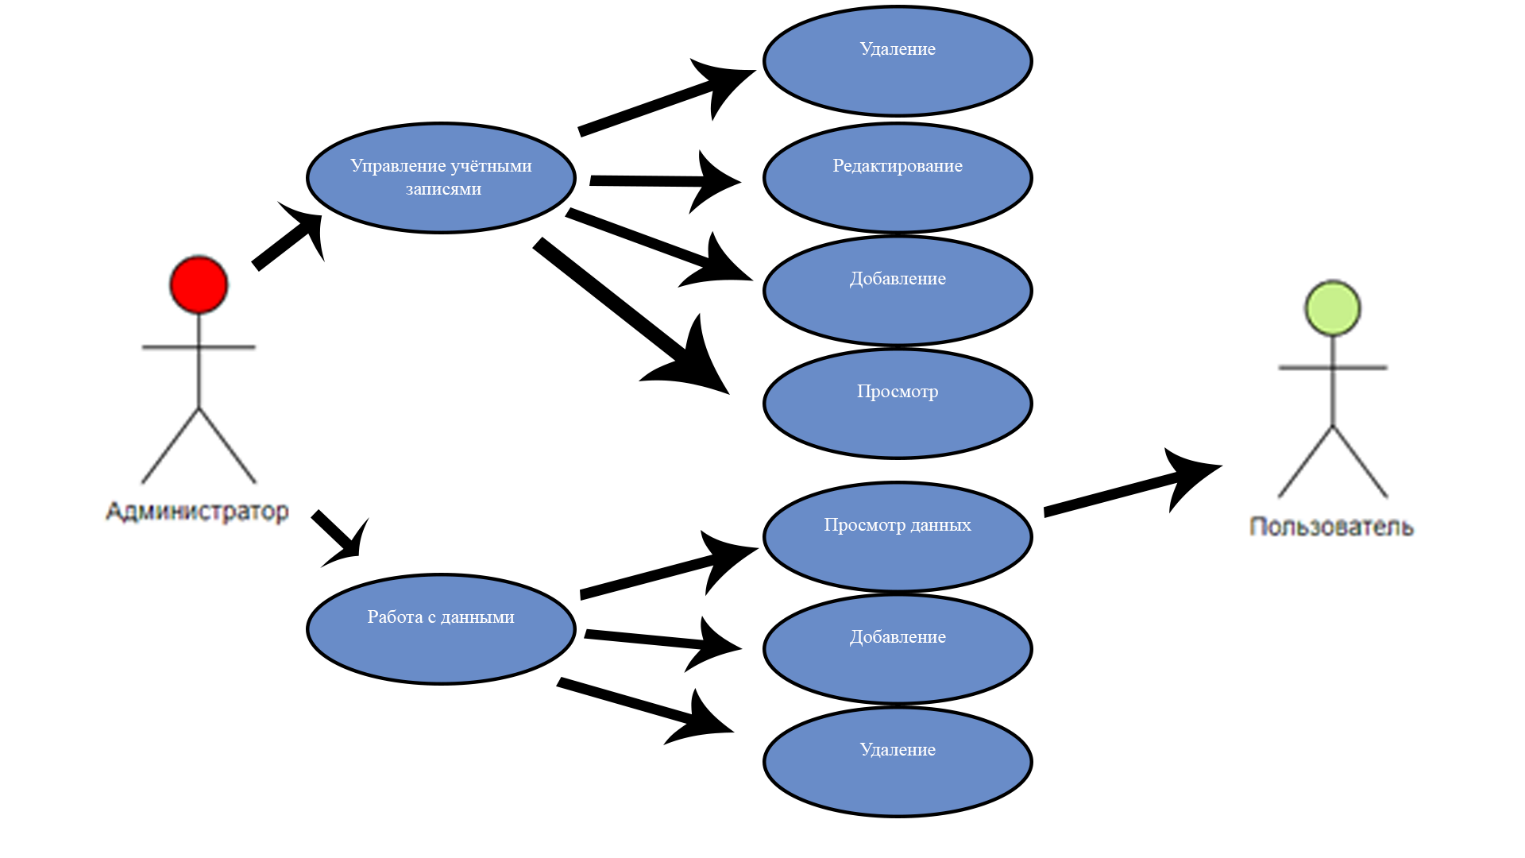 Удаление
Управление учётными
записями
Редактирование
Добавление
Просмотр
Администратор
Просмотр данных
Пользователь
Работа с данными
Добавление
Удаление